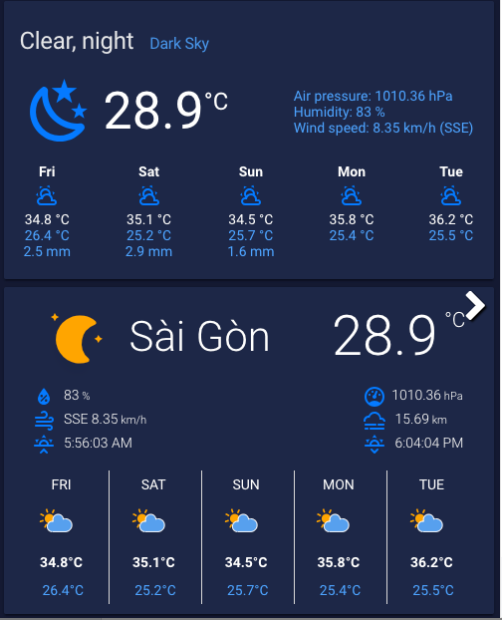 Clear, night Dark Sky
28.9 °C
Air pressure: 1010.36 hPa
Humidity: 83 %
Wind speed: 8.35 km/h (SSE)
Fri Sat Sun Mon Tue
34.8 °C 35.1 °C 34.5 °C 35.8 °C 36.2 °C
26.4 °C 25.2 °C 25.7 °C 25.4 °C 25.5 °C
2.5 mm 2.9 mm 1.6 mm
Sài Gòn 28.9 °C
83 % 1010.36 hPa
SSE 8.35 km/h 15.69 km
5:56:03 AM 6:04:04 PM
FRI SAT SUN MON TUE
34.8°C 35.1°C 34.5°C 35.8°C 36.2°C
26.4°C 25.2°C 25.7°C 25.4°C 25.5°C